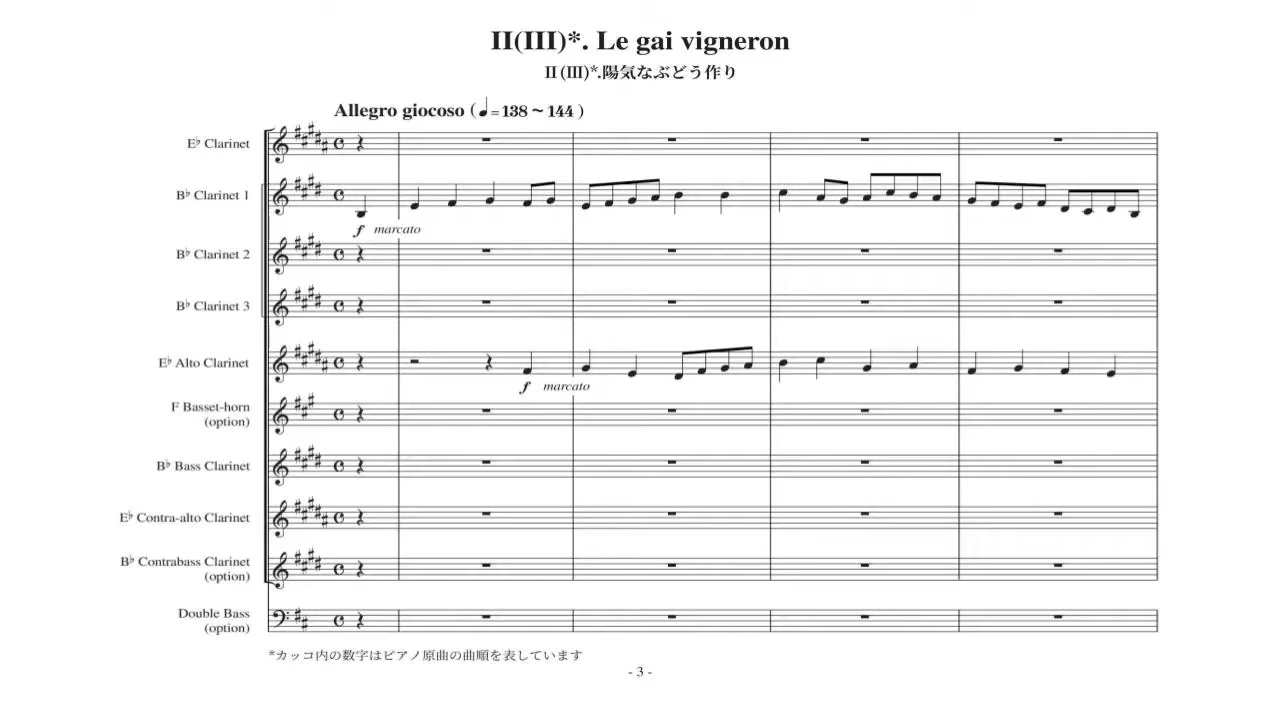 II(III)*. Le gai vigneron
II(III)*.陽気なぶどう作り
Allegro giocoso (♩=138～144 )
E♭ Clarinet
B♭ Clarinet 1
f marcato
B♭ Clarinet 2
B♭ Clarinet 3
E♭ Alto Clarinet
f marcato
F Basset-horn
(option)
B♭ Bass Clarinet
E♭ Contra-alto Clarinet
B♭ Contrabass Clarinet
(option)
Double Bass
(option)
*カッコ内の数字はピアノ原曲の曲順を表しています
- 3 -